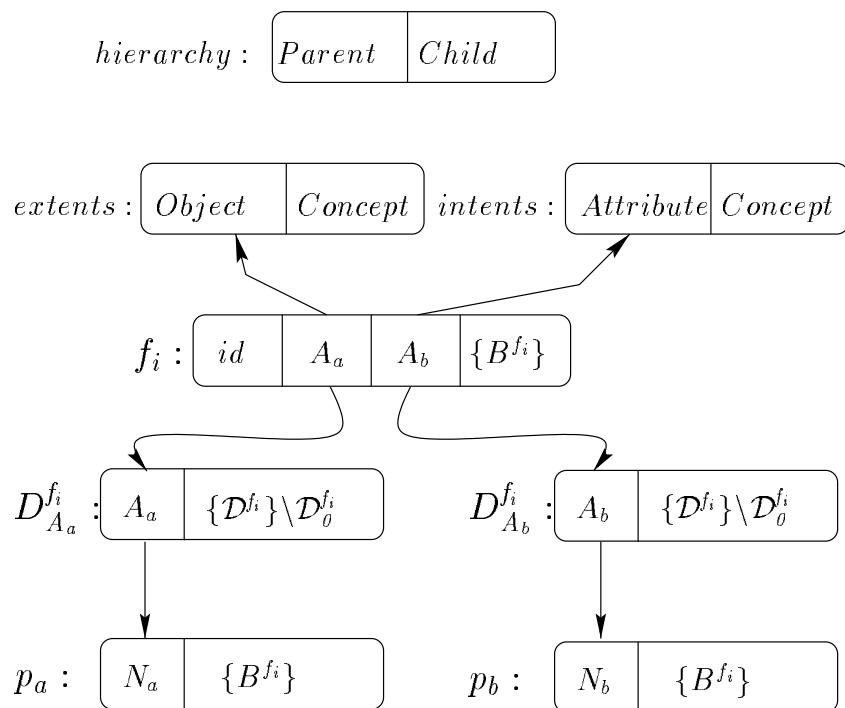 hierarchy : Parent Child
extents : Object Concept intents : Attribute Concept
f_i : id A_a A_b {B^{f_i}}
D^{f_i}_{A_a} : A_a {𝒟^{f_i}}\𝒟^{f_i}_0 D^{f_i}_{A_b} : A_b {𝒟^{f_i}}\𝒟^{f_i}_0
p_a : N_a {B^{f_i}} p_b : N_b {B^{f_i}}